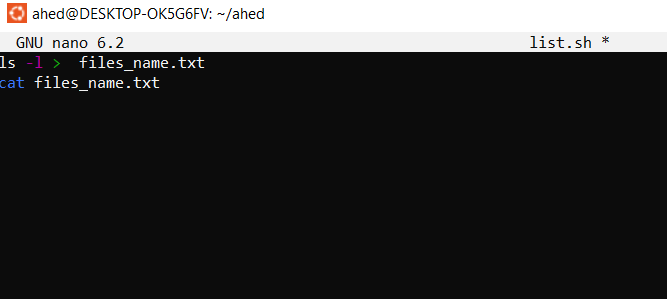 ahed@DESKTOP-OK5G6FV: ~/ahed
GNU nano 6.2 list.sh *
ls -l > files_name.txt
cat files_name.txt